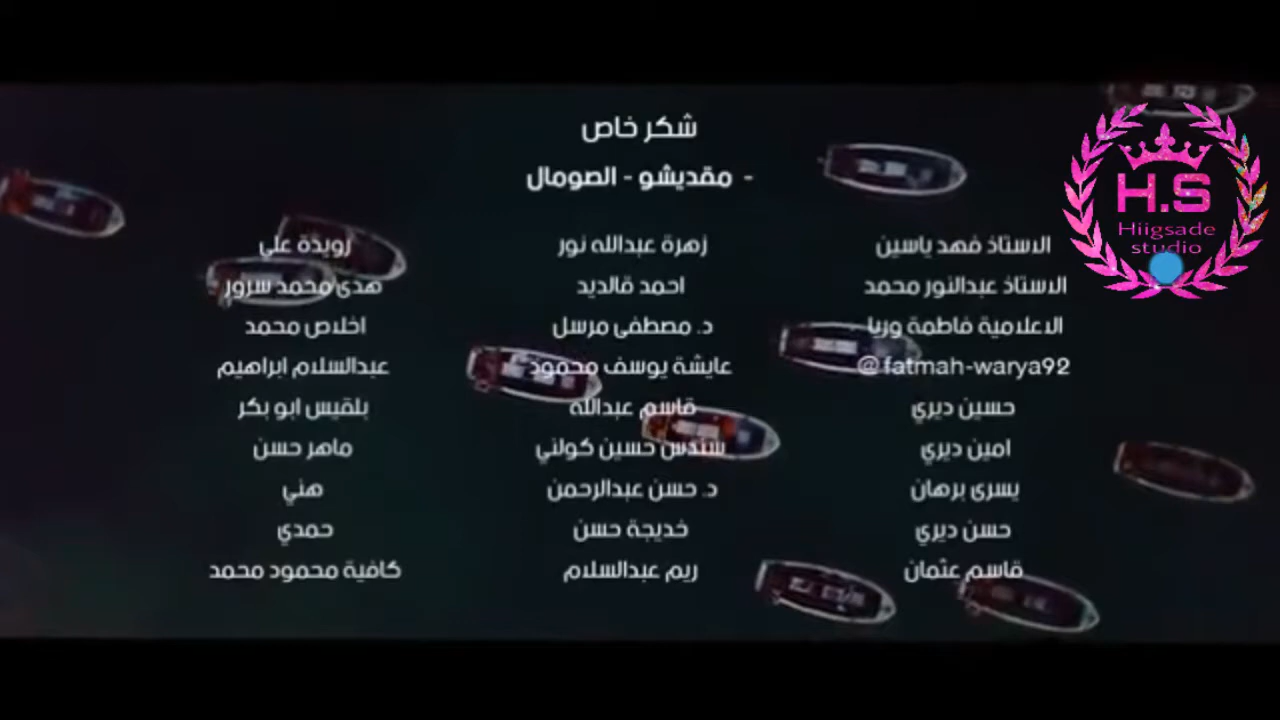 شكر خاص
- مقديشو - الصومال
الاستاذ فهد ياسين
الاستاذ عبدالنور محمد
الاعلامية فاطمة وريا
@fatmah-warya92
حسين ديري
امين ديري
يسرى برهان
حسن ديري
قاسم عثمان
زهرة عبدالله نور
احمد قالديد
د. مصطفى مرسل
عايشة يوسف محمود
قاسم عبدالله
سندس حسين كولني
د. حسن عبدالرحمن
خديجة حسن
ريم عبدالسلام
رويدة علي
هدى محمد سرور
اخلاص محمد
عبدالسلام ابراهيم
بلقيس ابو بكر
ماهر حسن
هني
حمدي
كافية محمود محمد
H.S
Hiigsade
studio